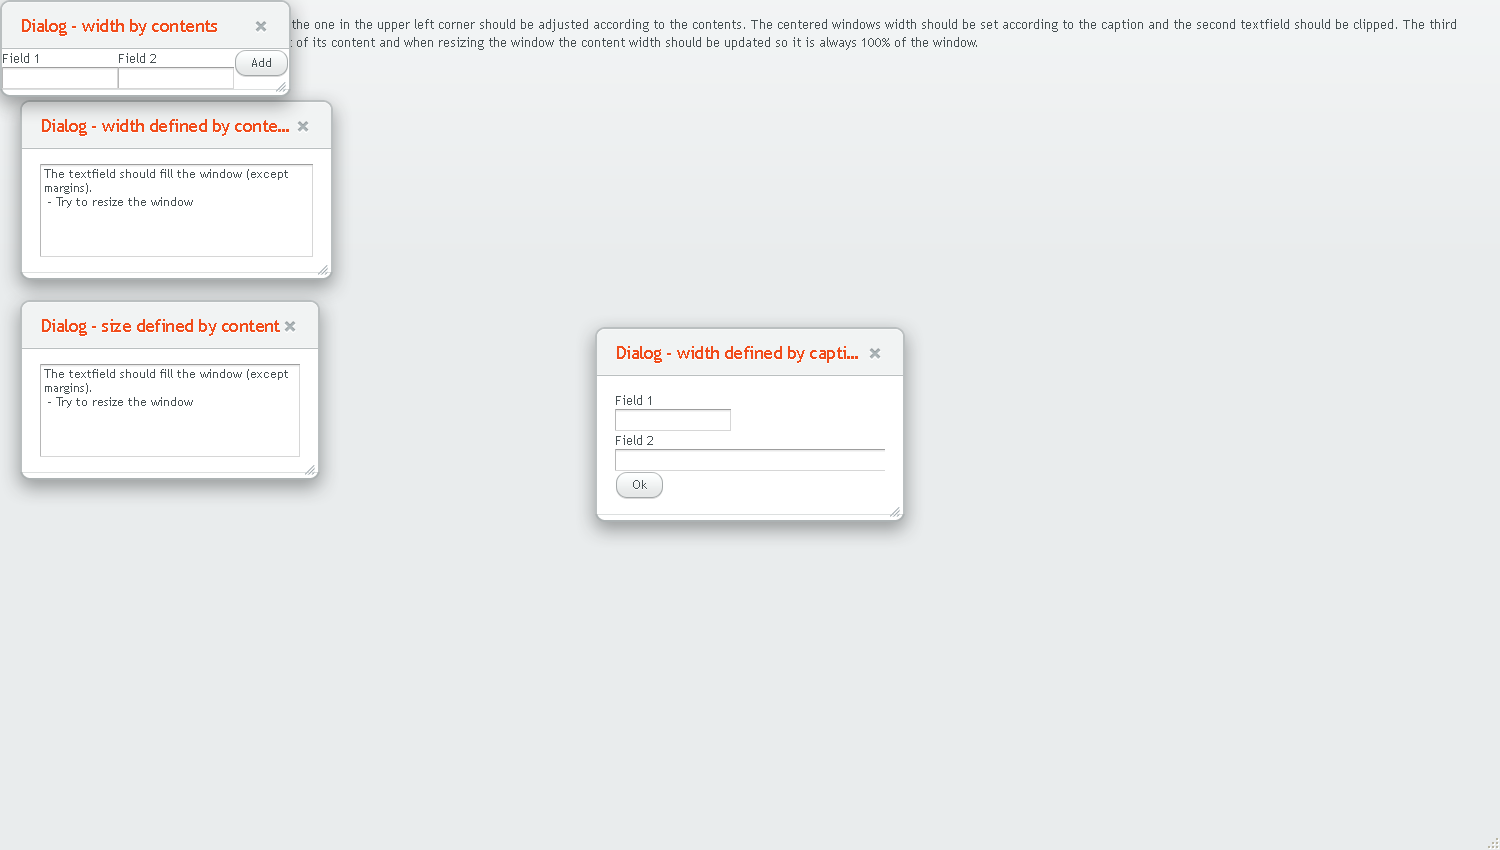 the one in the upper left corner should be adjusted according to the contents. The centered windows width should be set according to the caption and the second textfield should be clipped. The third
of its content and when resizing the window the content width should be updated so it is always 100% of the window.
Dialog - width by contents
Field 1 Field 2 Add
Dialog - width defined by conte...
The textfield should fill the window (except
margins).
- Try to resize the window
Dialog - size defined by content
The textfield should fill the window (except
margins).
- Try to resize the window
Dialog - width defined by capti...
Field 1
Field 2
Ok